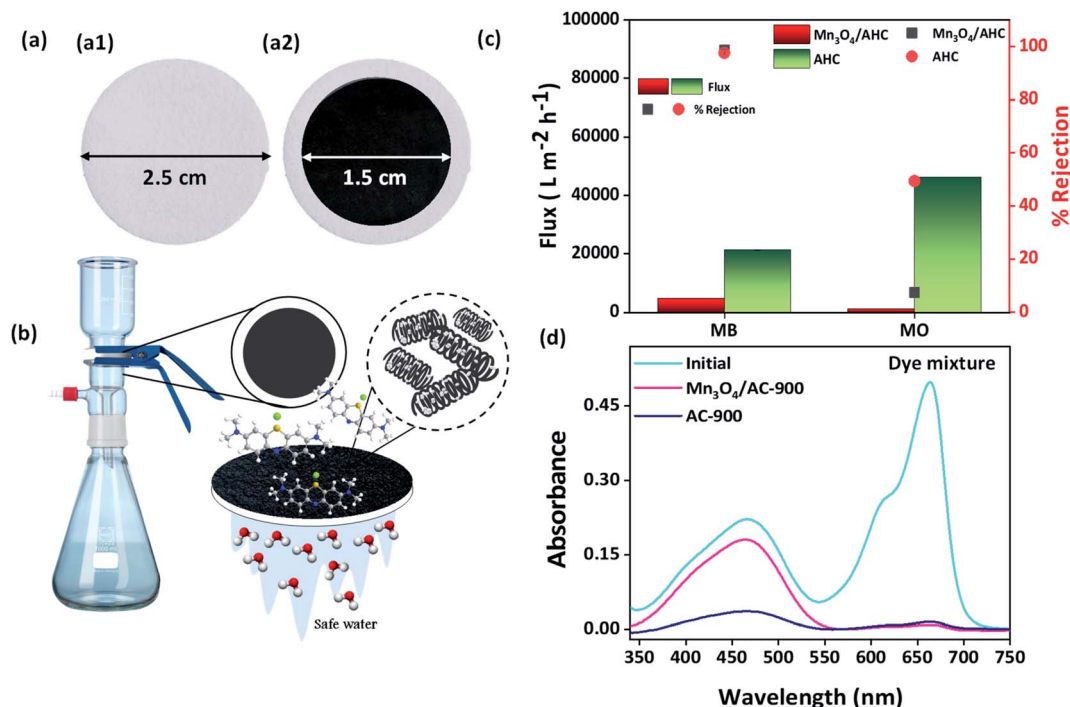 (a)
(a1)
(a2)
2.5 cm
1.5 cm
(b)
Safe water
(c)
100000
80000
60000
40000
20000
0
Flux ( L m⁻² h⁻¹)
Mn₃O₄/AHC
AHC
Flux
% Rejection
Mn₃O₄/AHC
AHC
100
80
60
40
20
0
% Rejection
MB
MO
(d)
Initial
Mn₃O₄/AC-900
AC-900
Dye mixture
0.45
0.30
0.15
0.00
Absorbance
350
400
450
500
550
600
650
700
750
Wavelength (nm)